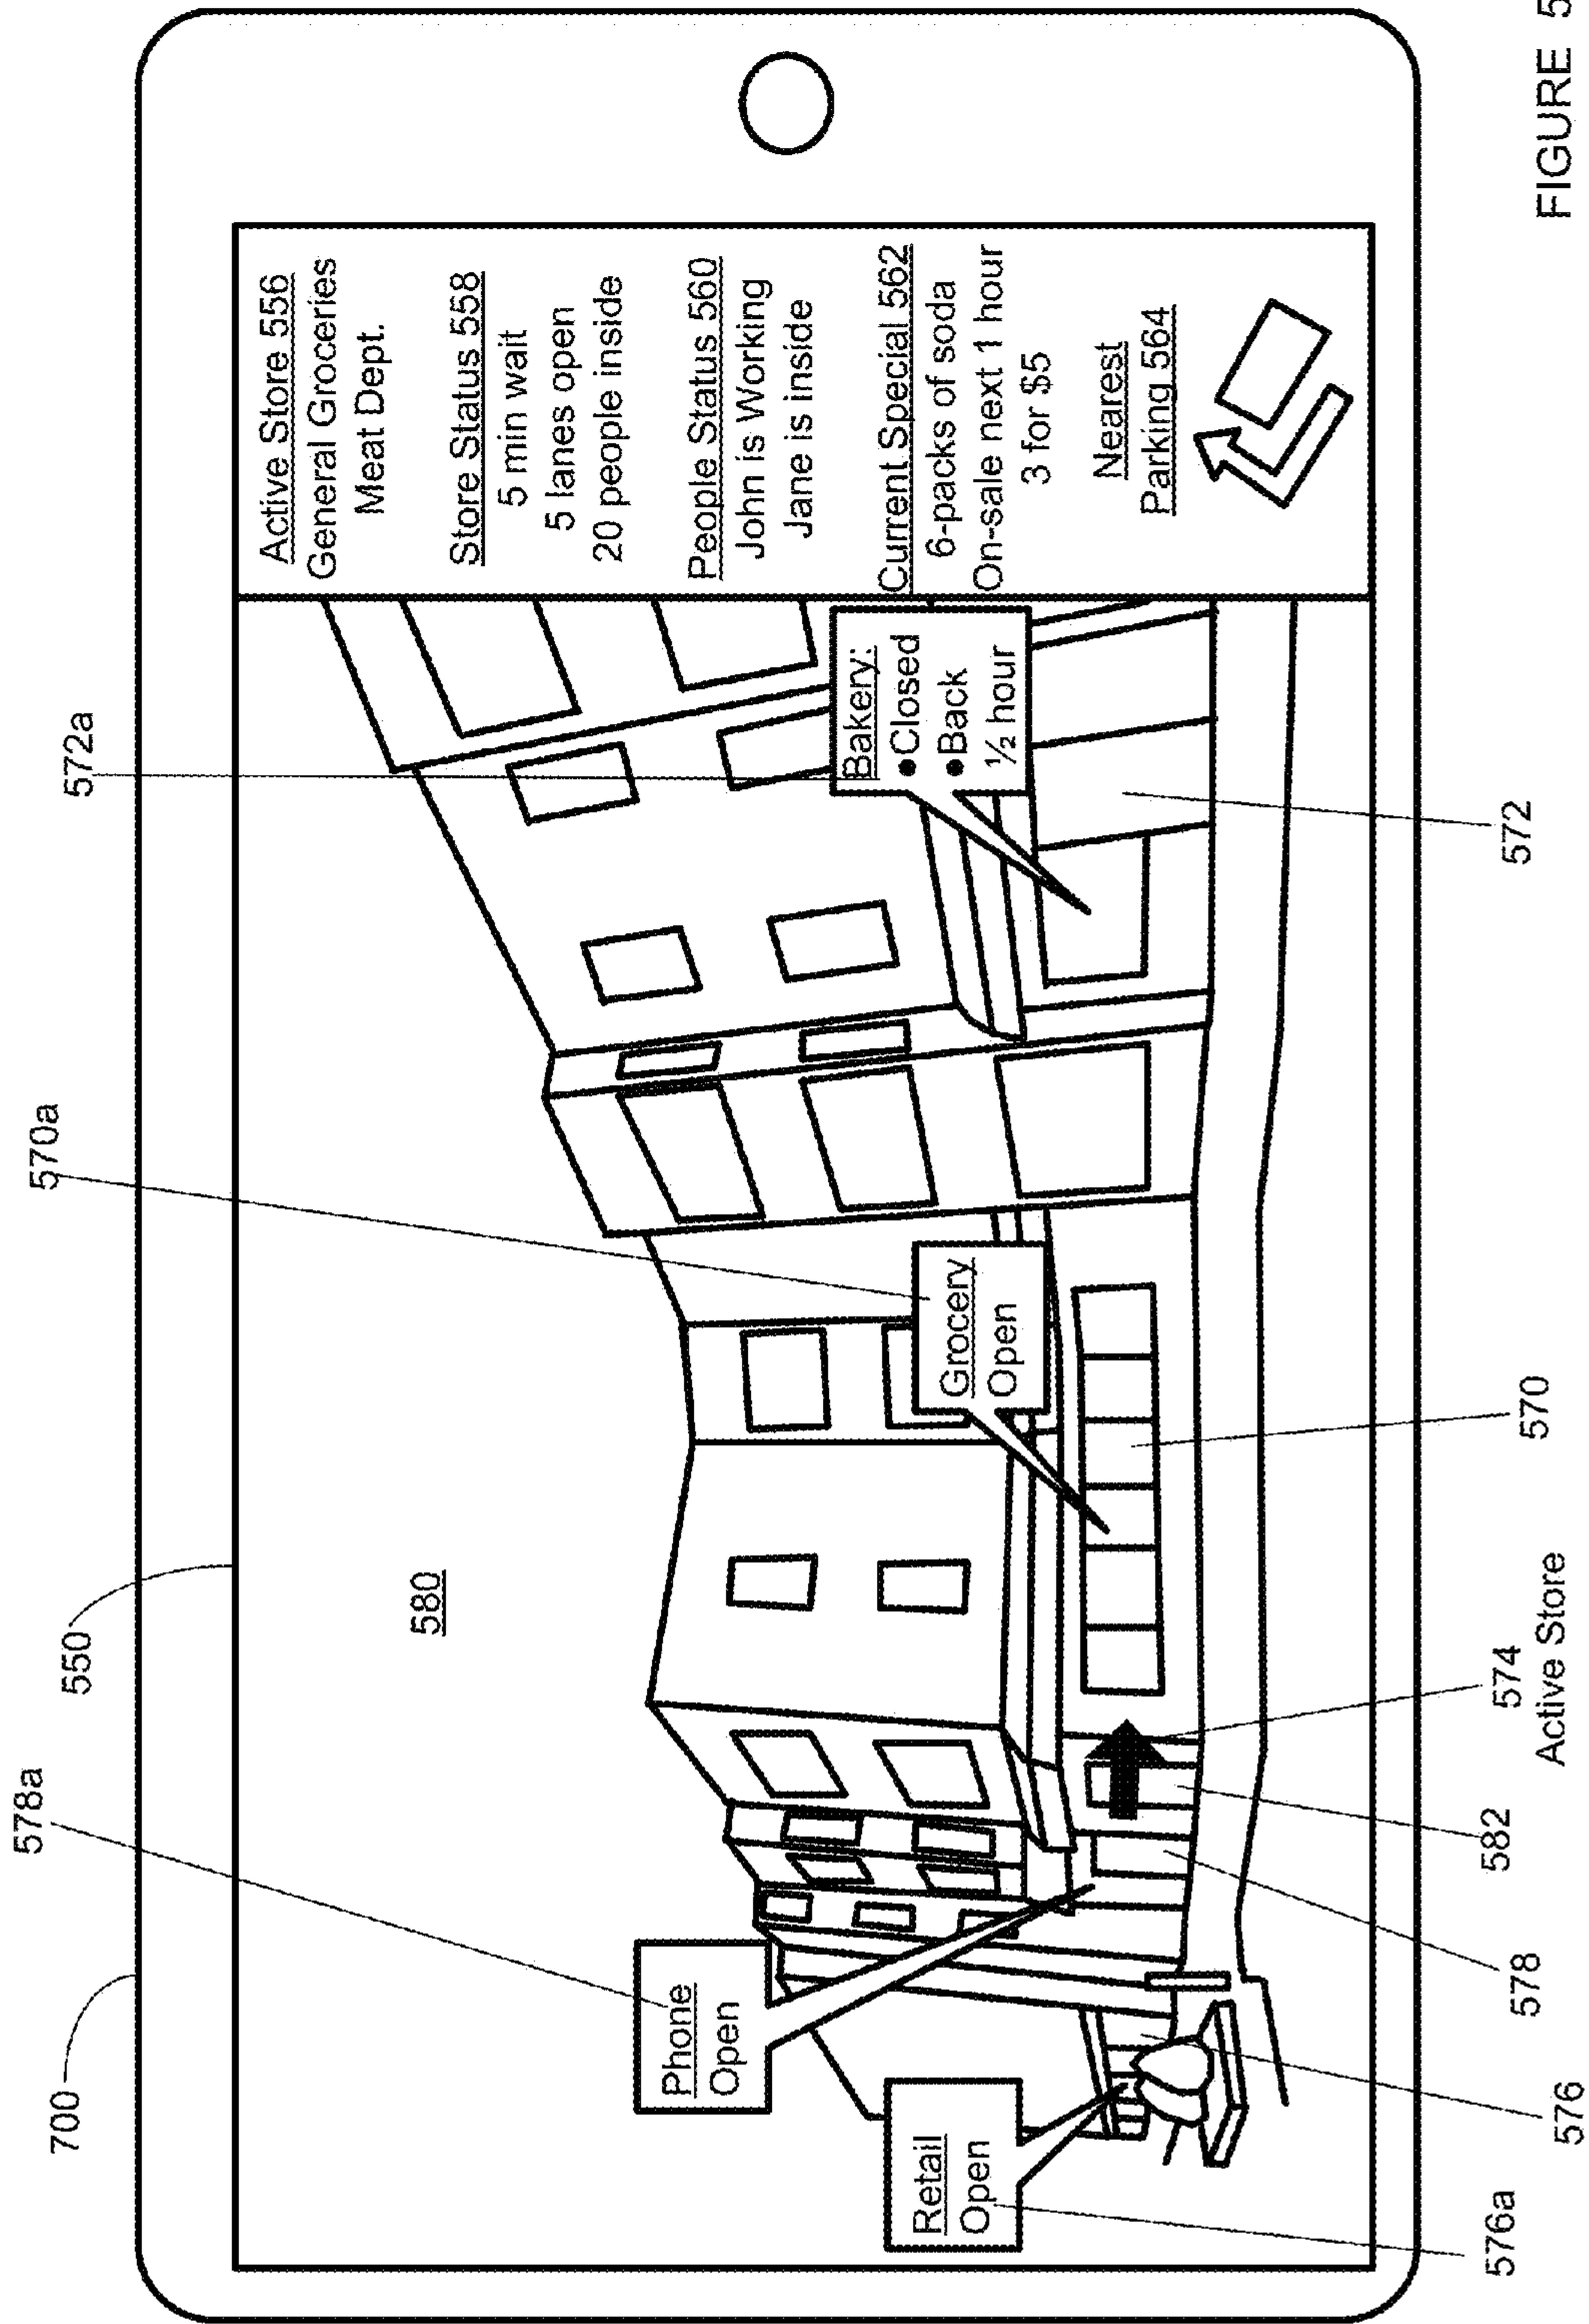 700
578a
550
570a
572a
580
Phone
Open
Retail
Open
Grocery
Open
Bakery:
●Closed
●Back
½ hour
Active Store 556
General Groceries
Meat Dept.
Store Status 558
5 min wait
5 lanes open
20 people inside
People Status 560
John is Working
Jane is inside
Current Special 562
6-packs of soda
On-sale next 1 hour
3 for $5
Nearest
Parking 564
576a
576
578
582
574
Active Store
570
572
FIGURE 5